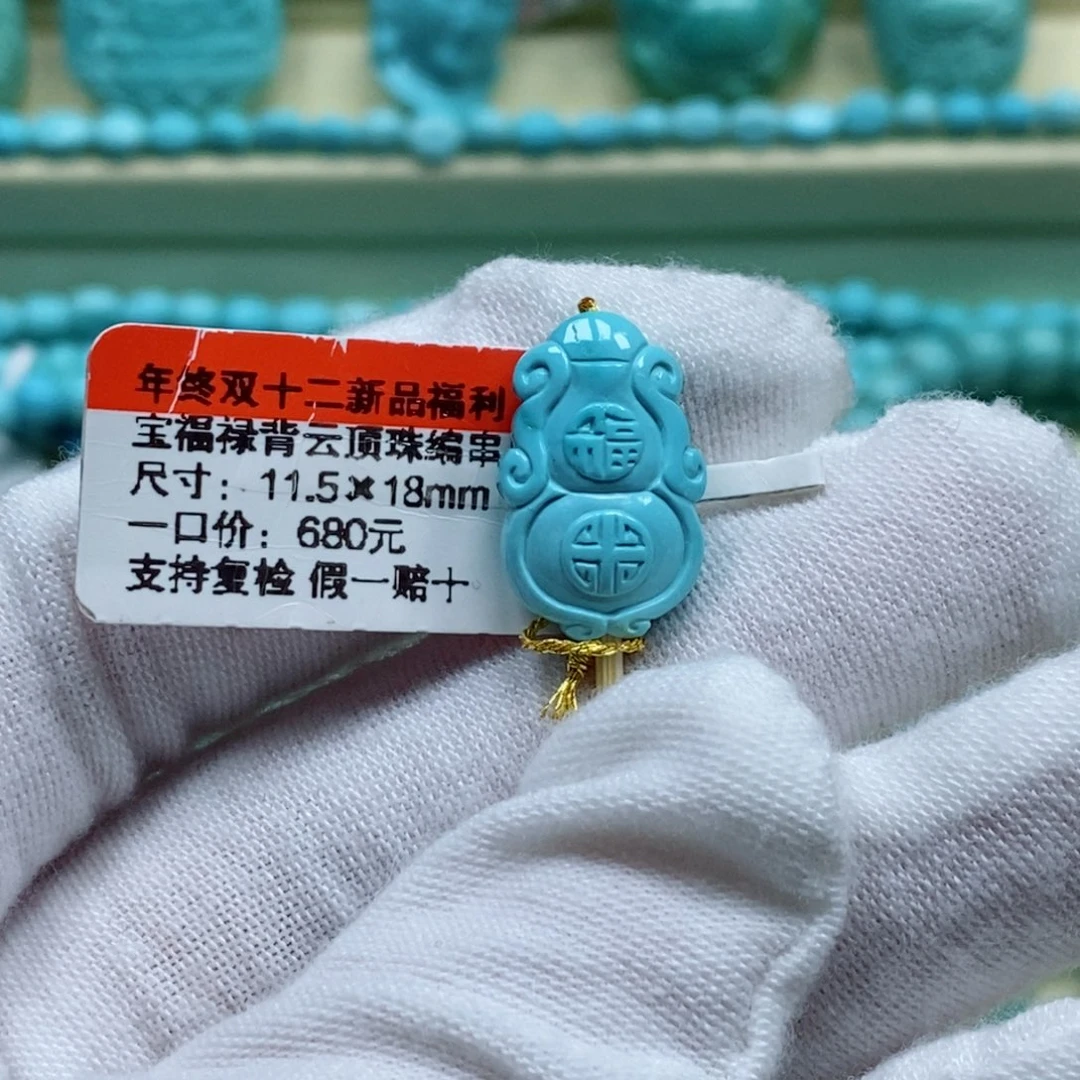 年终双十二新品福利
宝福禄背云顶珠编串
尺寸：11.5×18mm
一口价：680元
支持复检 假一赔十
福